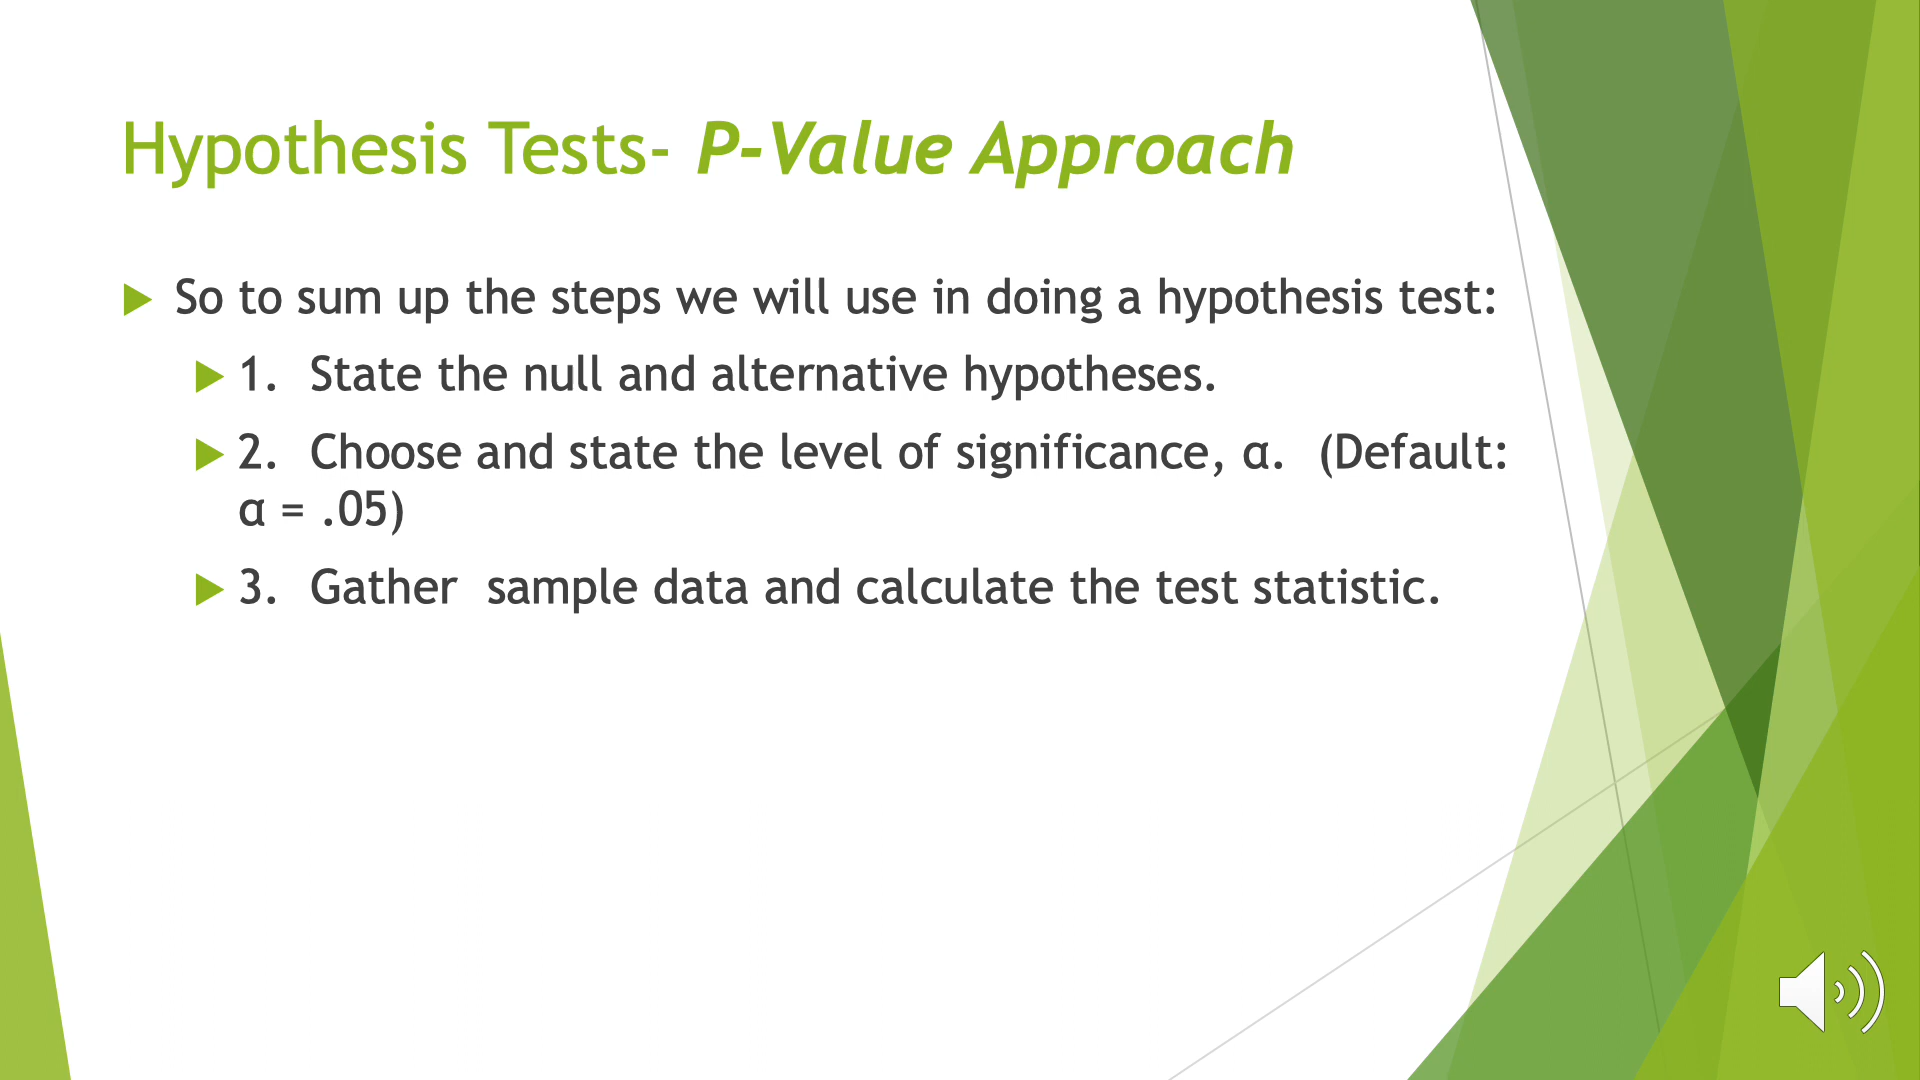 Hypothesis Tests- P-Value Approach
So to sum up the steps we will use in doing a hypothesis test:
1. State the null and alternative hypotheses.
2. Choose and state the level of significance, α. (Default:
α = .05)
3. Gather  sample data and calculate the test statistic.